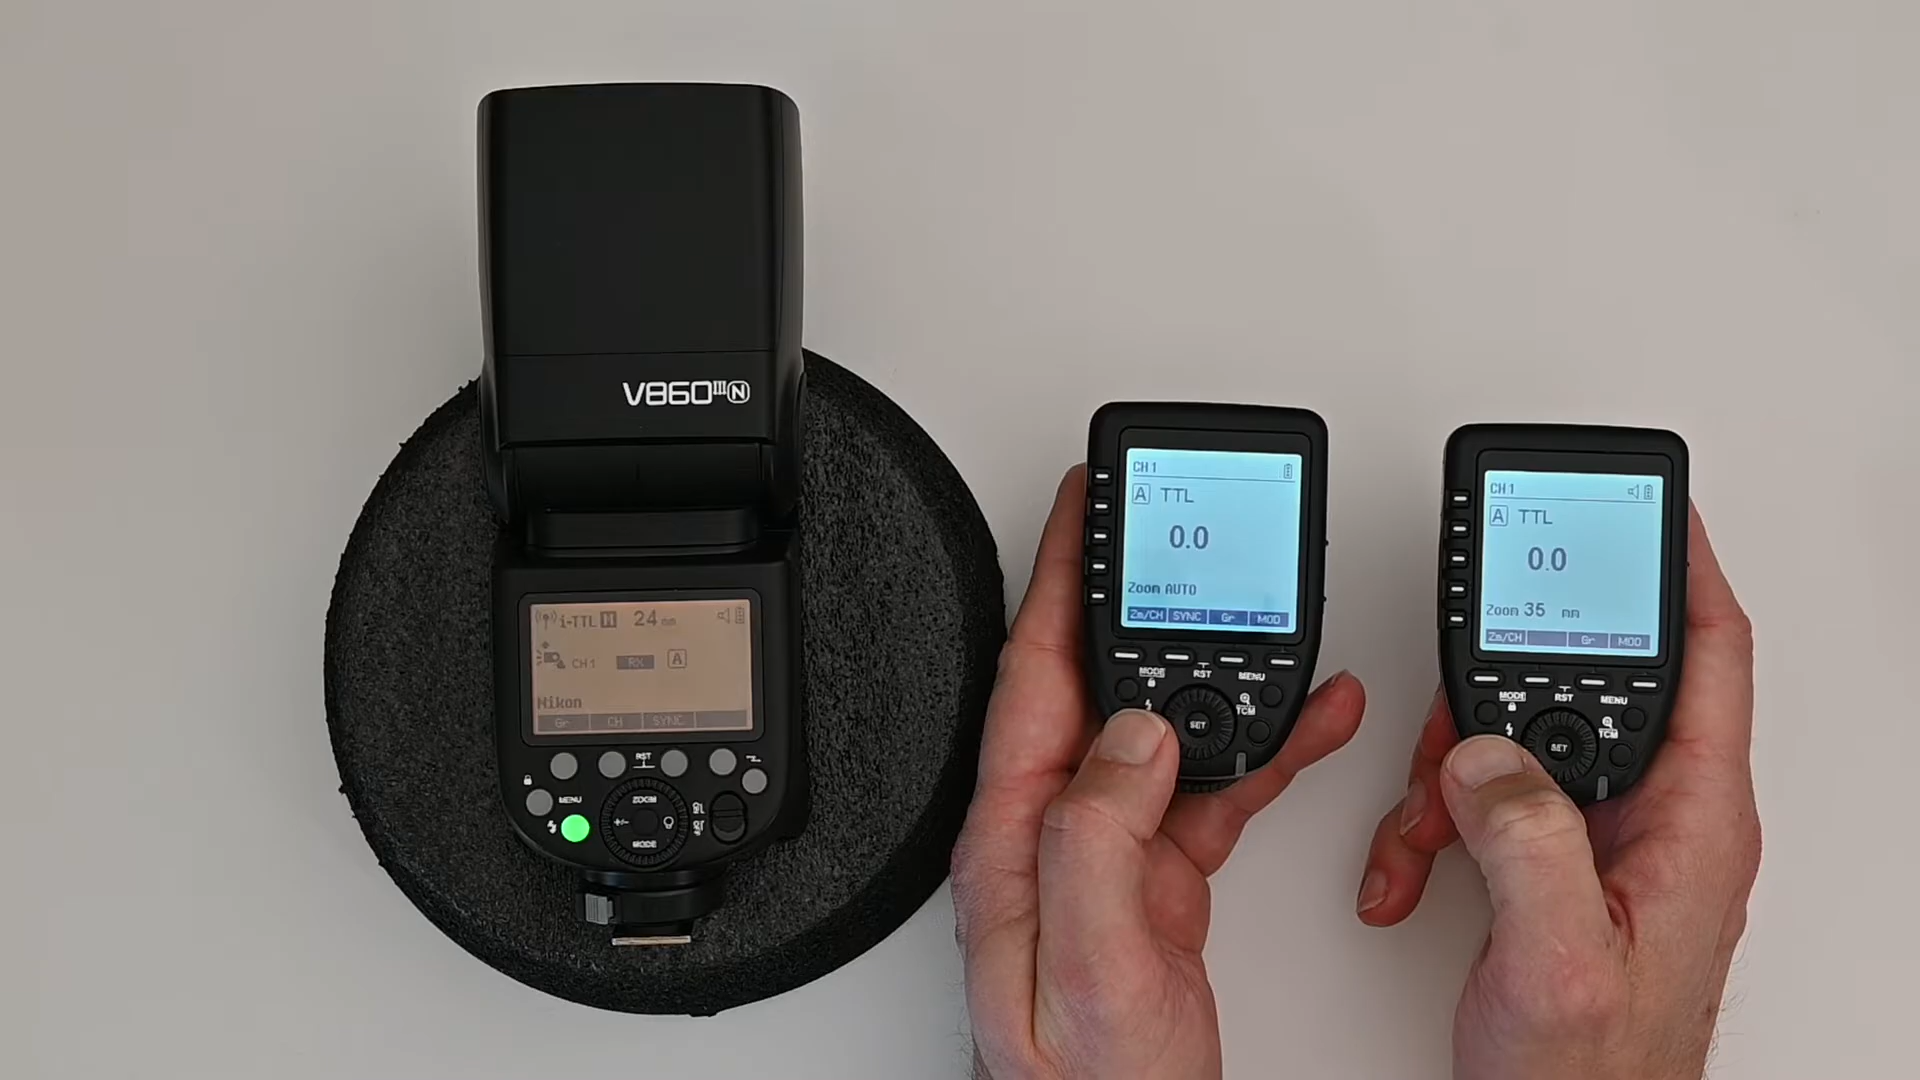 V860III N
i-TTL M 24 mm
CH 1 RX A
Nikon
Gr CH SYNC
RST
MENU
ZOOM
+/-
MODE
CH 1
A TTL
0.0
Zoom AUTO
Zm/CH SYNC Gr MOD
MODE RST MENU
TCM
SET
CH 1
A TTL
0.0
Zoom 35 mm
Zm/CH Gr MOD
MODE RST MENU
TCM
SET